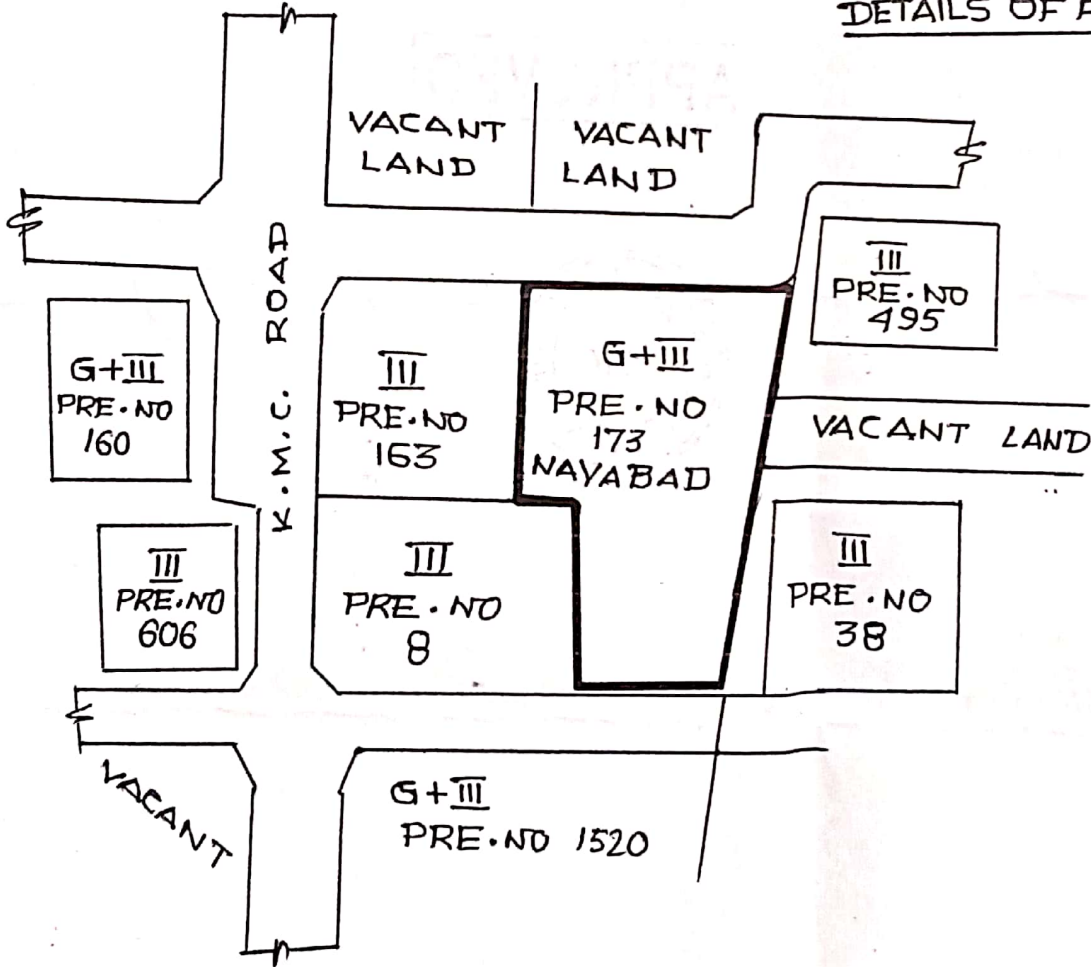 DETAILS OF
VACANT
LAND
VACANT
LAND
K.M.C. ROAD
III
PRE.NO
495
G+III
PRE.NO
160
III
PRE.NO
163
G+III
PRE.NO
173
NAYABAD
VACANT LAND
III
PRE.NO
606
III
PRE.NO
8
III
PRE.NO
38
VACANT
G+III
PRE.NO 1520